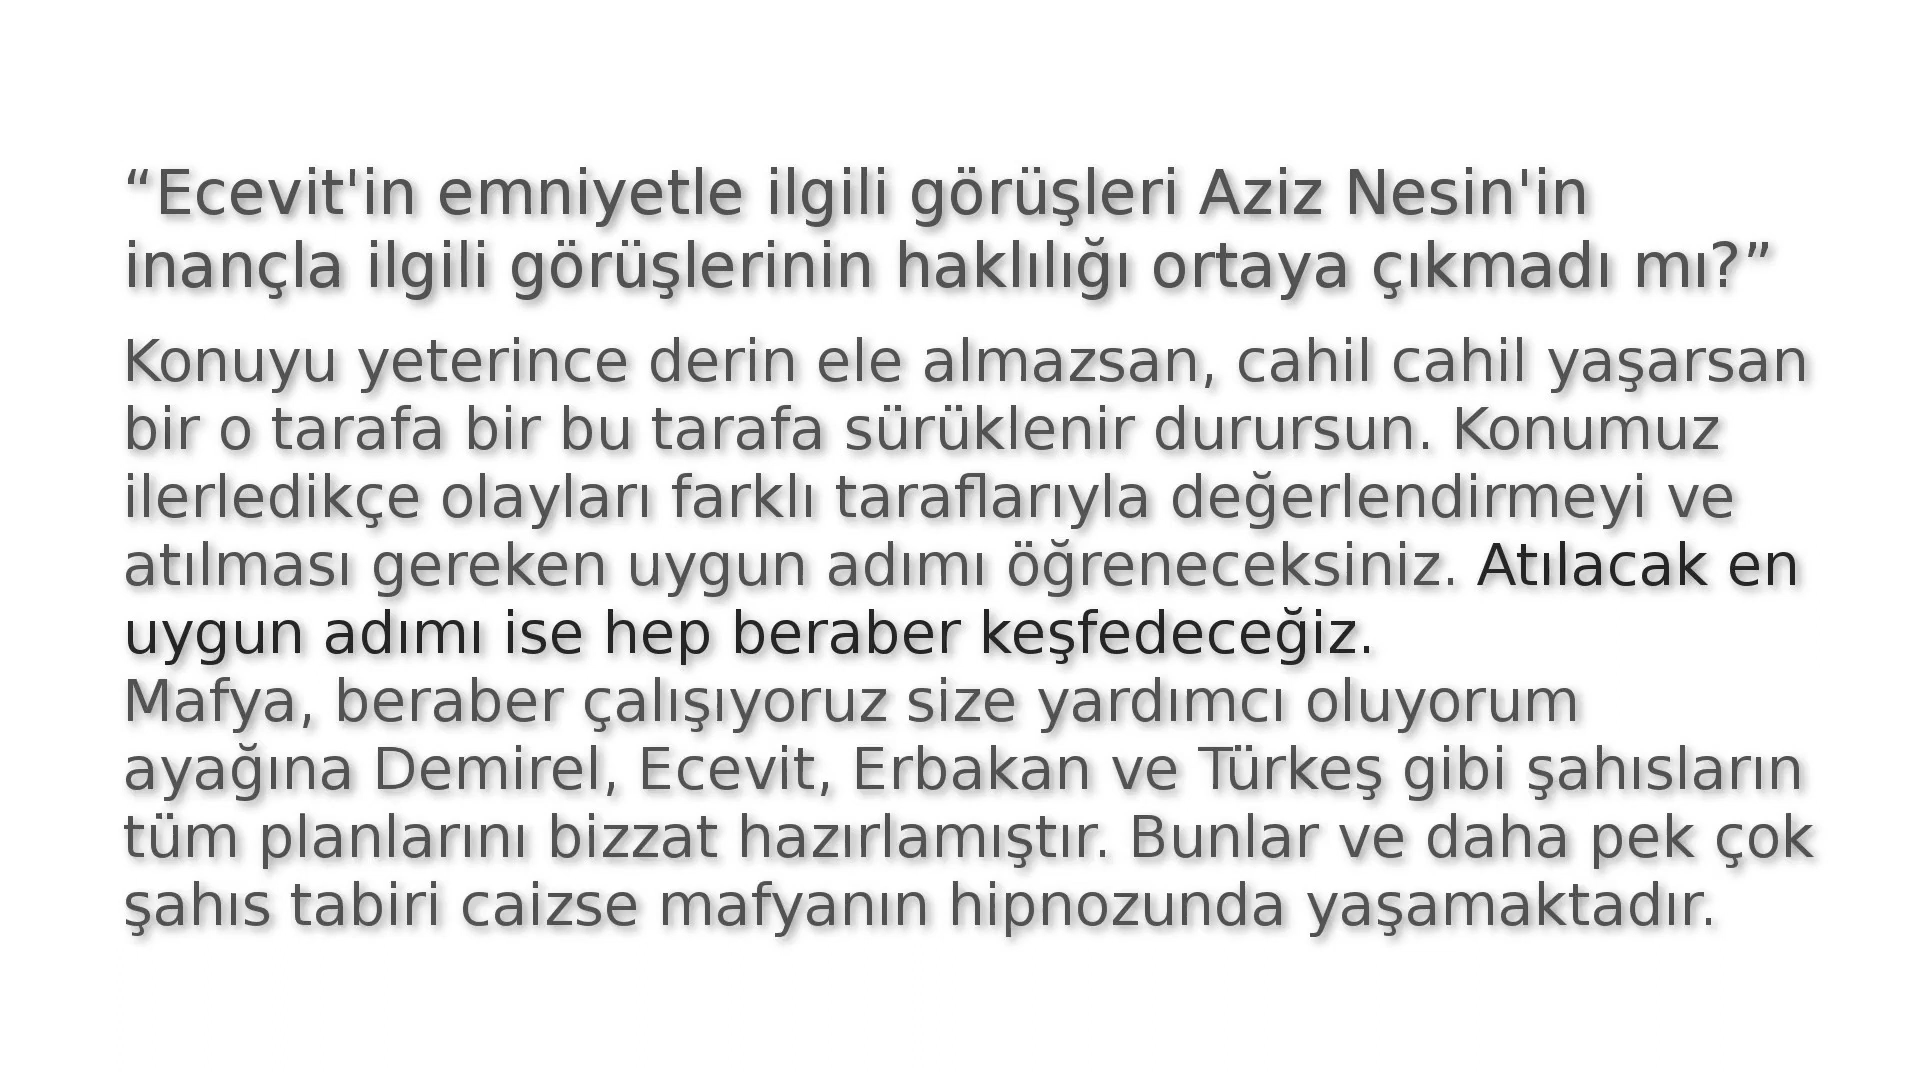 “Ecevit'in emniyetle ilgili görüşleri Aziz Nesin'in
inançla ilgili görüşlerinin haklılığı ortaya çıkmadı mı?”
Konuyu yeterince derin ele almazsan, cahil cahil yaşarsan
bir o tarafa bir bu tarafa sürüklenir durursun. Konumuz
ilerledikçe olayları farklı taraflarıyla değerlendirmeyi ve
atılması gereken uygun adımı öğreneceksiniz. Atılacak en
uygun adımı ise hep beraber keşfedeceğiz.
Mafya, beraber çalışıyoruz size yardımcı oluyorum
ayağına Demirel, Ecevit, Erbakan ve Türkeş gibi şahısların
tüm planlarını bizzat hazırlamıştır. Bunlar ve daha pek çok
şahıs tabiri caizse mafyanın hipnozunda yaşamaktadır.